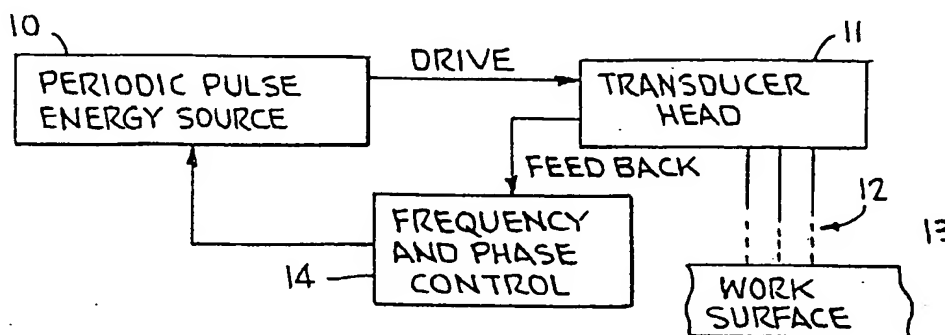 10
11
DRIVE
PERIODIC PULSE
ENERGY SOURCE
TRANSDUCER
HEAD
FEED BACK
12
FREQUENCY
AND PHASE
CONTROL
14
13
WORK
SURFACE